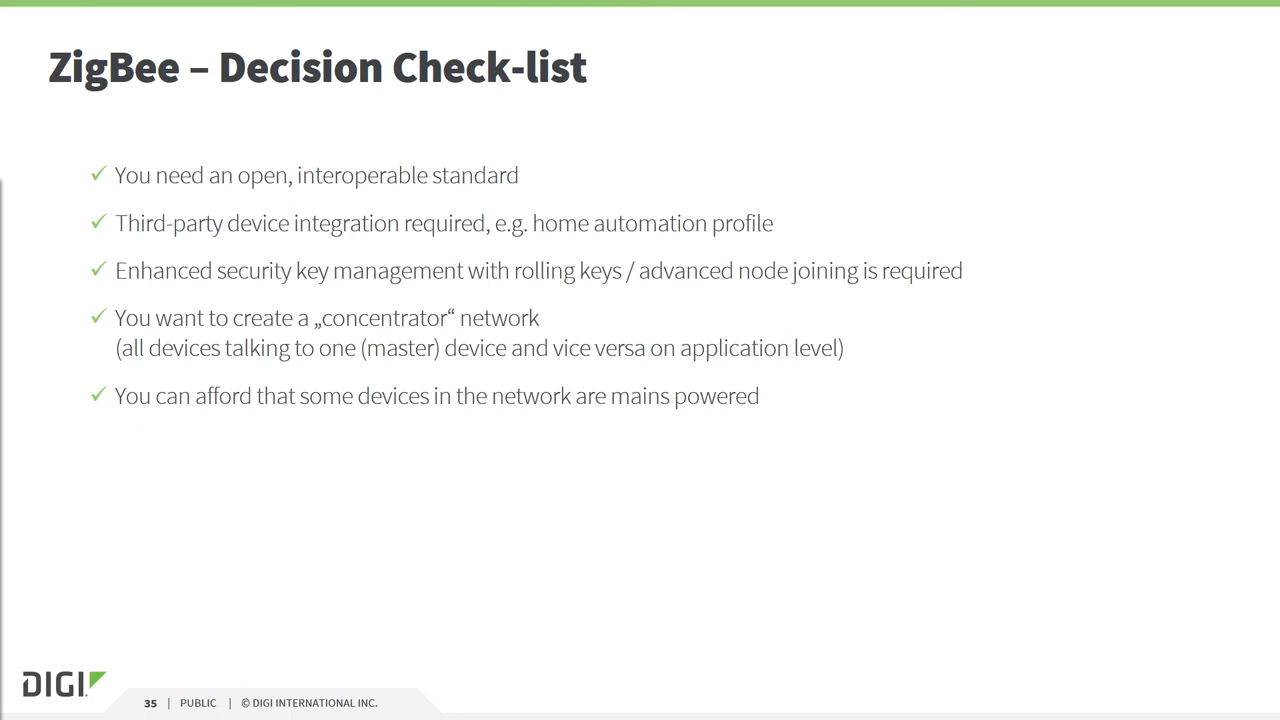 ZigBee – Decision Check-list
✓ You need an open, interoperable standard
✓ Third-party device integration required, e.g. home automation profile
✓ Enhanced security key management with rolling keys / advanced node joining is required
✓ You want to create a „concentrator“ network
(all devices talking to one (master) device and vice versa on application level)
✓ You can afford that some devices in the network are mains powered
DIGI
35 | PUBLIC | © DIGI INTERNATIONAL INC.